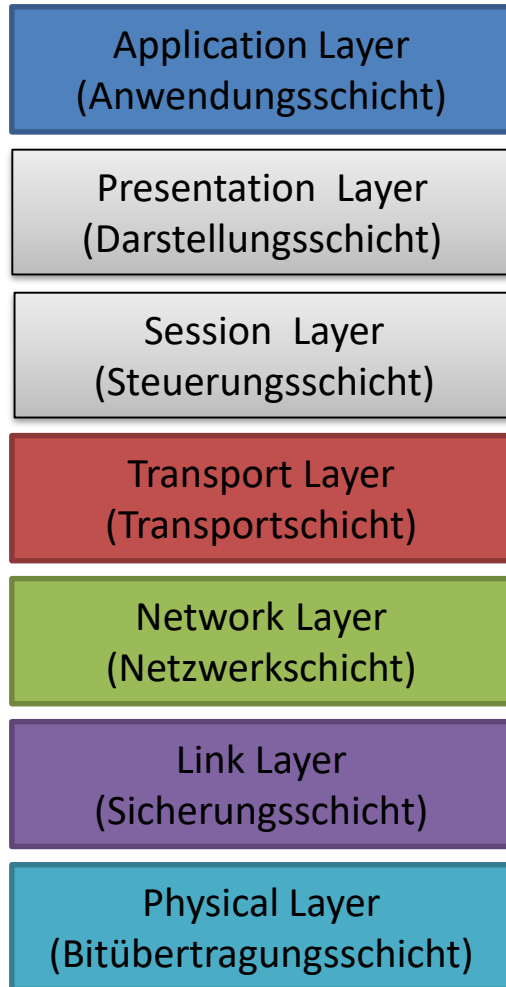 Application Layer
(Anwendungsschicht)
Presentation Layer
(Darstellungsschicht)
Session Layer
(Steuerungsschicht)
Transport Layer
(Transportschicht)
Network Layer
(Netzwerkschicht)
Link Layer
(Sicherungsschicht)
Physical Layer
(Bitübertragungsschicht)